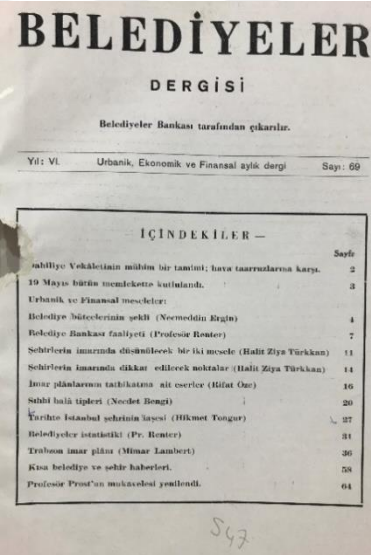 BELEDİYELER
DERGİSİ
Belediyeler Bankası tarafından çıkarılır.
Yıl: VI. Urbanik, Ekonomik ve Finansal aylık dergi Sayı: 69
İÇİNDEKİLER —
Sayfa
Dahiliye Vekâletinin mühim bir tamimi; hava taarruzlarına karşı. 2
19 Mayıs bütün memlekette kutlulandı. 3
Urbanik ve Finansal meseleler:
Belediye bütçelerinin şekli (Necmeddin Ergin) 4
Belediye Bankası faaliyeti (Profesör Renter) 7
Şehirlerin imarında düşünülecek bir iki mesele (Halit Ziya Türkkan) 11
Şehirlerin imarında dikkat edilecek noktalar (Halit Ziya Türkkan) 14
İmar plânlarının tatbikatına ait eserler (Rifat Öze) 16
Sıhhi halâ tipleri (Necdet Bengi) 20
Tarihte İstanbul şehrinin iaşesi (Hikmet Tongur) 27
Belediyeler istatistiki (Pr. Renter) 31
Trabzon imar plânı (Mimar Lambert) 36
Kısa belediye ve şehir haberleri. 58
Profesör Prost'un mukavelesi yenilendi. 64
547